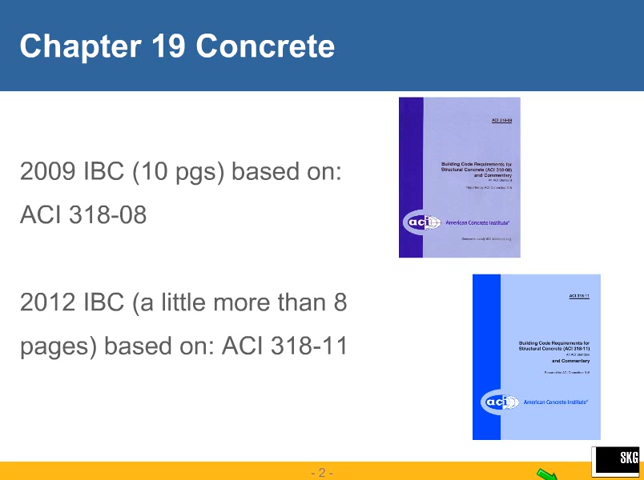 Chapter 19 Concrete
2009 IBC (10 pgs) based on:
ACI 318-08
2012 IBC (a little more than 8
pages) based on: ACI 318-11
ACI 318-08
Building Code Requirements for
Structural Concrete (ACI 318-08)
and Commentary
aci
American Concrete Institute®
ACI 318-11
Building Code Requirements for
Structural Concrete (ACI 318-11)
and Commentary
aci
American Concrete Institute®
- 2 -
SKG